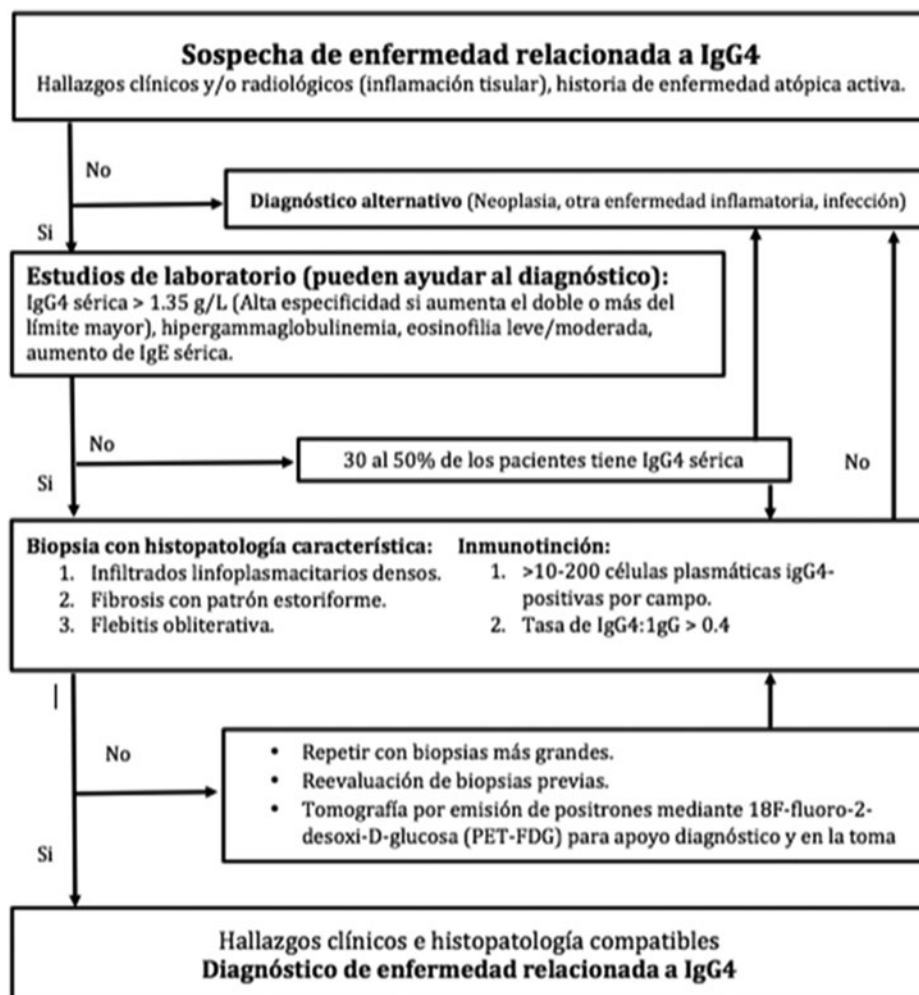 Sospecha de enfermedad relacionada a IgG4
Hallazgos clínicos y/o radiológicos (inflamación tisular), historia de enfermedad atópica activa.
No
Diagnóstico alternativo (Neoplasia, otra enfermedad inflamatoria, infección)
Si
Estudios de laboratorio (pueden ayudar al diagnóstico):
IgG4 sérica > 1.35 g/L (Alta especificidad si aumenta el doble o más del
límite mayor), hipergammaglobulinemia, eosinofilia leve/moderada,
aumento de IgE sérica.
No
30 al 50% de los pacientes tiene IgG4 sérica
No
Si
Biopsia con histopatología característica:
1. Infiltrados linfoplasmacitarios densos.
2. Fibrosis con patrón estoriforme.
3. Flebitis obliterativa.
Inmunotinción:
1. >10-200 células plasmáticas igG4-
positivas por campo.
2. Tasa de IgG4:1gG > 0.4
No
• Repetir con biopsias más grandes.
• Reevaluación de biopsias previas.
• Tomografía por emisión de positrones mediante 18F-fluoro-2-
desoxi-D-glucosa (PET-FDG) para apoyo diagnóstico y en la toma
Si
Hallazgos clínicos e histopatología compatibles
Diagnóstico de enfermedad relacionada a IgG4